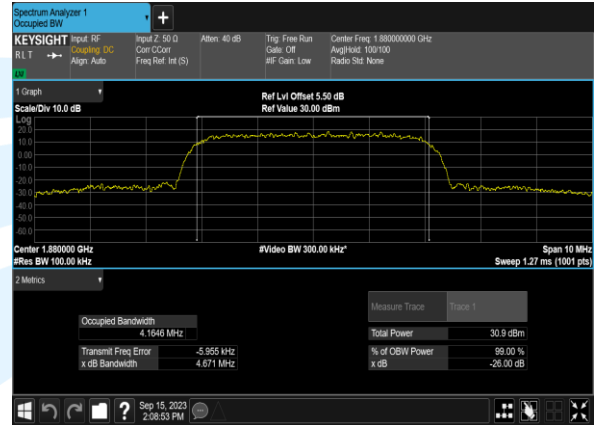 Spectrum Analyzer 1
Occupied BW
KEYSIGHT Input: RF Input Z: 50 Ω Atten: 40 dB Trig: Free Run Center Freq: 1.880000000 GHz
RLT Coupling: DC Corr CCorr Gate: Off Avg|Hold: 100/100
Align: Auto Freq Ref: Int (S) #IF Gain: Low Radio Std: None
1 Graph
Ref Lvl Offset 5.50 dB
Scale/Div 10.0 dB Ref Value 30.00 dBm
Log
20.0
10.0
0.00
-10.0
-20.0
-30.0
-40.0
-50.0
-60.0
Center 1.880000 GHz #Video BW 300.00 kHz* Span 10 MHz
#Res BW 100.00 kHz Sweep 1.27 ms (1001 pts)
2 Metrics
Measure Trace Trace 1
Occupied Bandwidth
4.1646 MHz Total Power 30.9 dBm
Transmit Freq Error -5.955 kHz % of OBW Power 99.00 %
x dB Bandwidth 4.671 MHz x dB -26.00 dB
? Sep 15, 2023
2:08:53 PM